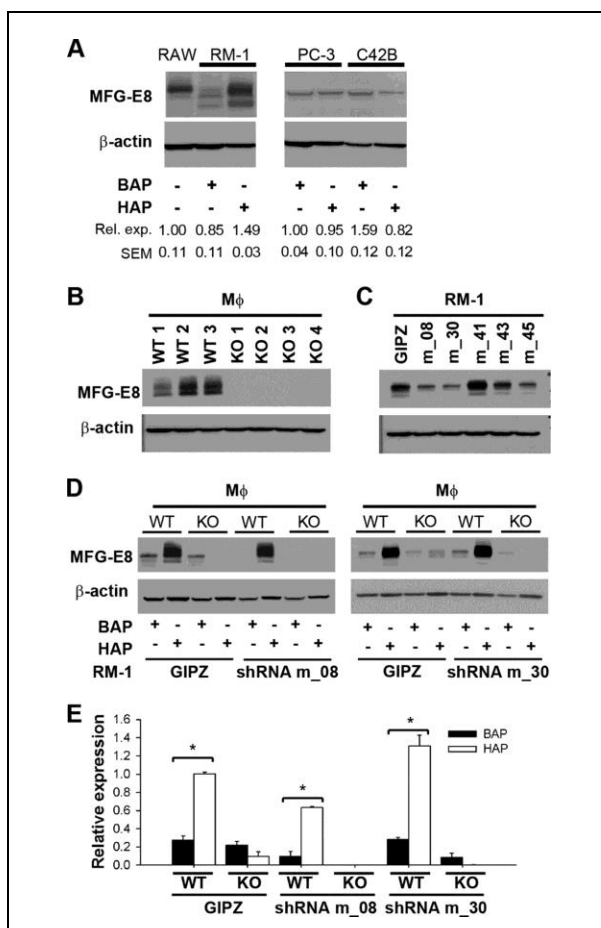 A
RAW RM-1 PC-3 C42B
MFG-E8
β-actin
BAP - + - + - + -
HAP - - + - + - +
Rel. exp. 1.00 0.85 1.49 1.00 0.95 1.59 0.82
SEM 0.11 0.11 0.03 0.04 0.10 0.12 0.12
B C
Mϕ RM-1
WT 1 WT 2 WT 3 KO 1 KO 2 KO 3 KO 4 GIPZ m_08 m_30 m_41 m_43 m_45
MFG-E8
β-actin
D
Mϕ Mϕ
WT KO WT KO WT KO WT KO
MFG-E8
β-actin
BAP + - + - + - + - + - + - + - + -
HAP - + - + - + - + - + - + - + - +
RM-1 GIPZ shRNA m_08 GIPZ shRNA m_30
E
Relative expression
1.6
1.4
1.2
1.0
0.8
0.6
0.4
0.2
0.0
* * *
BAP
HAP
WT KO WT KO WT KO
GIPZ shRNA m_08 shRNA m_30